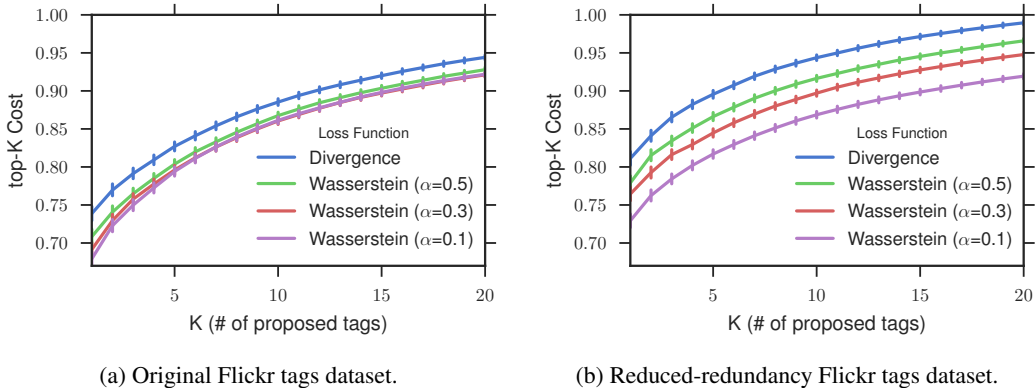 1.00
0.95
0.90
0.85
0.80
0.75
0.70
top-K Cost
5
10
15
20
K (# of proposed tags)
Loss Function
Divergence
Wasserstein (α=0.5)
Wasserstein (α=0.3)
Wasserstein (α=0.1)
(a) Original Flickr tags dataset.
1.00
0.95
0.90
0.85
0.80
0.75
0.70
top-K Cost
5
10
15
20
K (# of proposed tags)
Loss Function
Divergence
Wasserstein (α=0.5)
Wasserstein (α=0.3)
Wasserstein (α=0.1)
(b) Reduced-redundancy Flickr tags dataset.